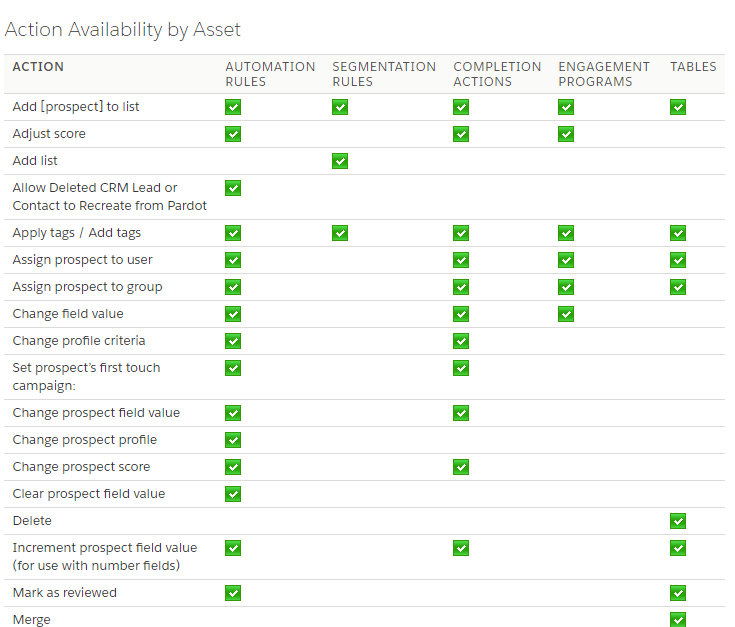 Action Availability by Asset
ACTION AUTOMATION RULES SEGMENTATION RULES COMPLETION ACTIONS ENGAGEMENT PROGRAMS TABLES
Add [prospect] to list
Adjust score
Add list
Allow Deleted CRM Lead or
Contact to Recreate from Pardot
Apply tags / Add tags
Assign prospect to user
Assign prospect to group
Change field value
Change profile criteria
Set prospect's first touch
campaign:
Change prospect field value
Change prospect profile
Change prospect score
Clear prospect field value
Delete
Increment prospect field value
(for use with number fields)
Mark as reviewed
Merge